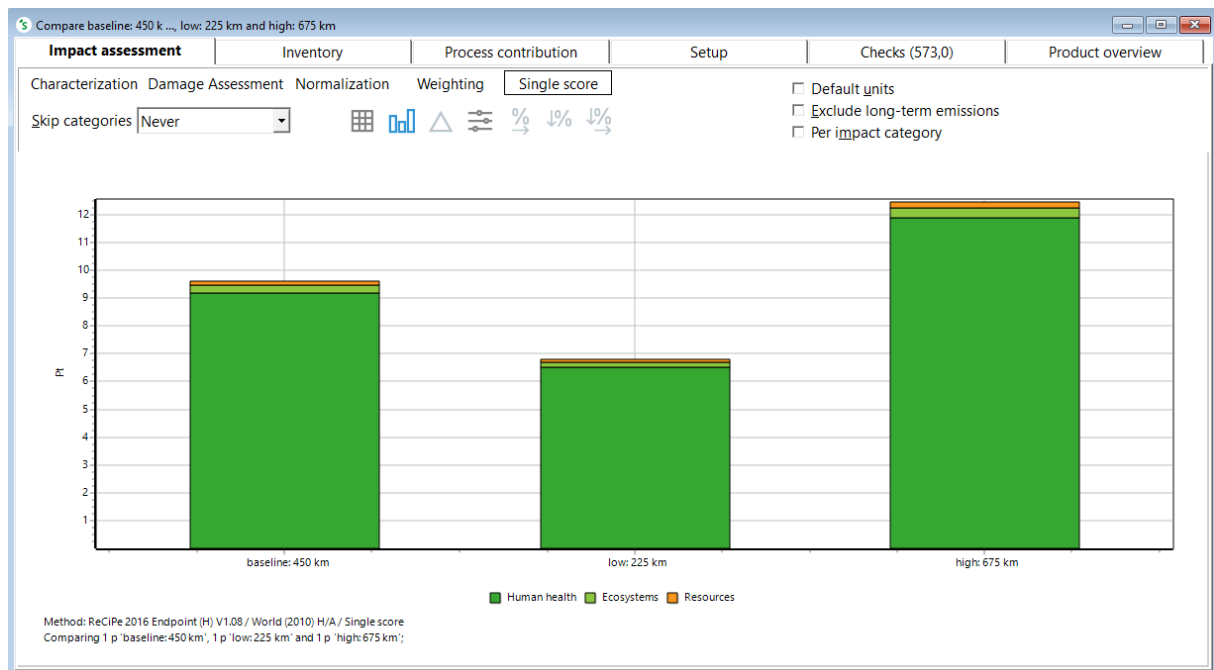 Compare baseline: 450 k ..., low: 225 km and high: 675 km
Impact assessment Inventory Process contribution Setup Checks (573,0) Product overview
Characterization Damage Assessment Normalization Weighting Single score
Default units
Exclude long-term emissions
Per impact category
Skip categories Never
12
11
10
9
8
7
6
5
4
3
2
1
Pt
baseline: 450 km low: 225 km high: 675 km
Human health Ecosystems Resources
Method: ReCiPe 2016 Endpoint (H) V1.08 / World (2010) H/A / Single score
Comparing 1 p 'baseline: 450 km', 1 p 'low: 225 km' and 1 p 'high: 675 km';